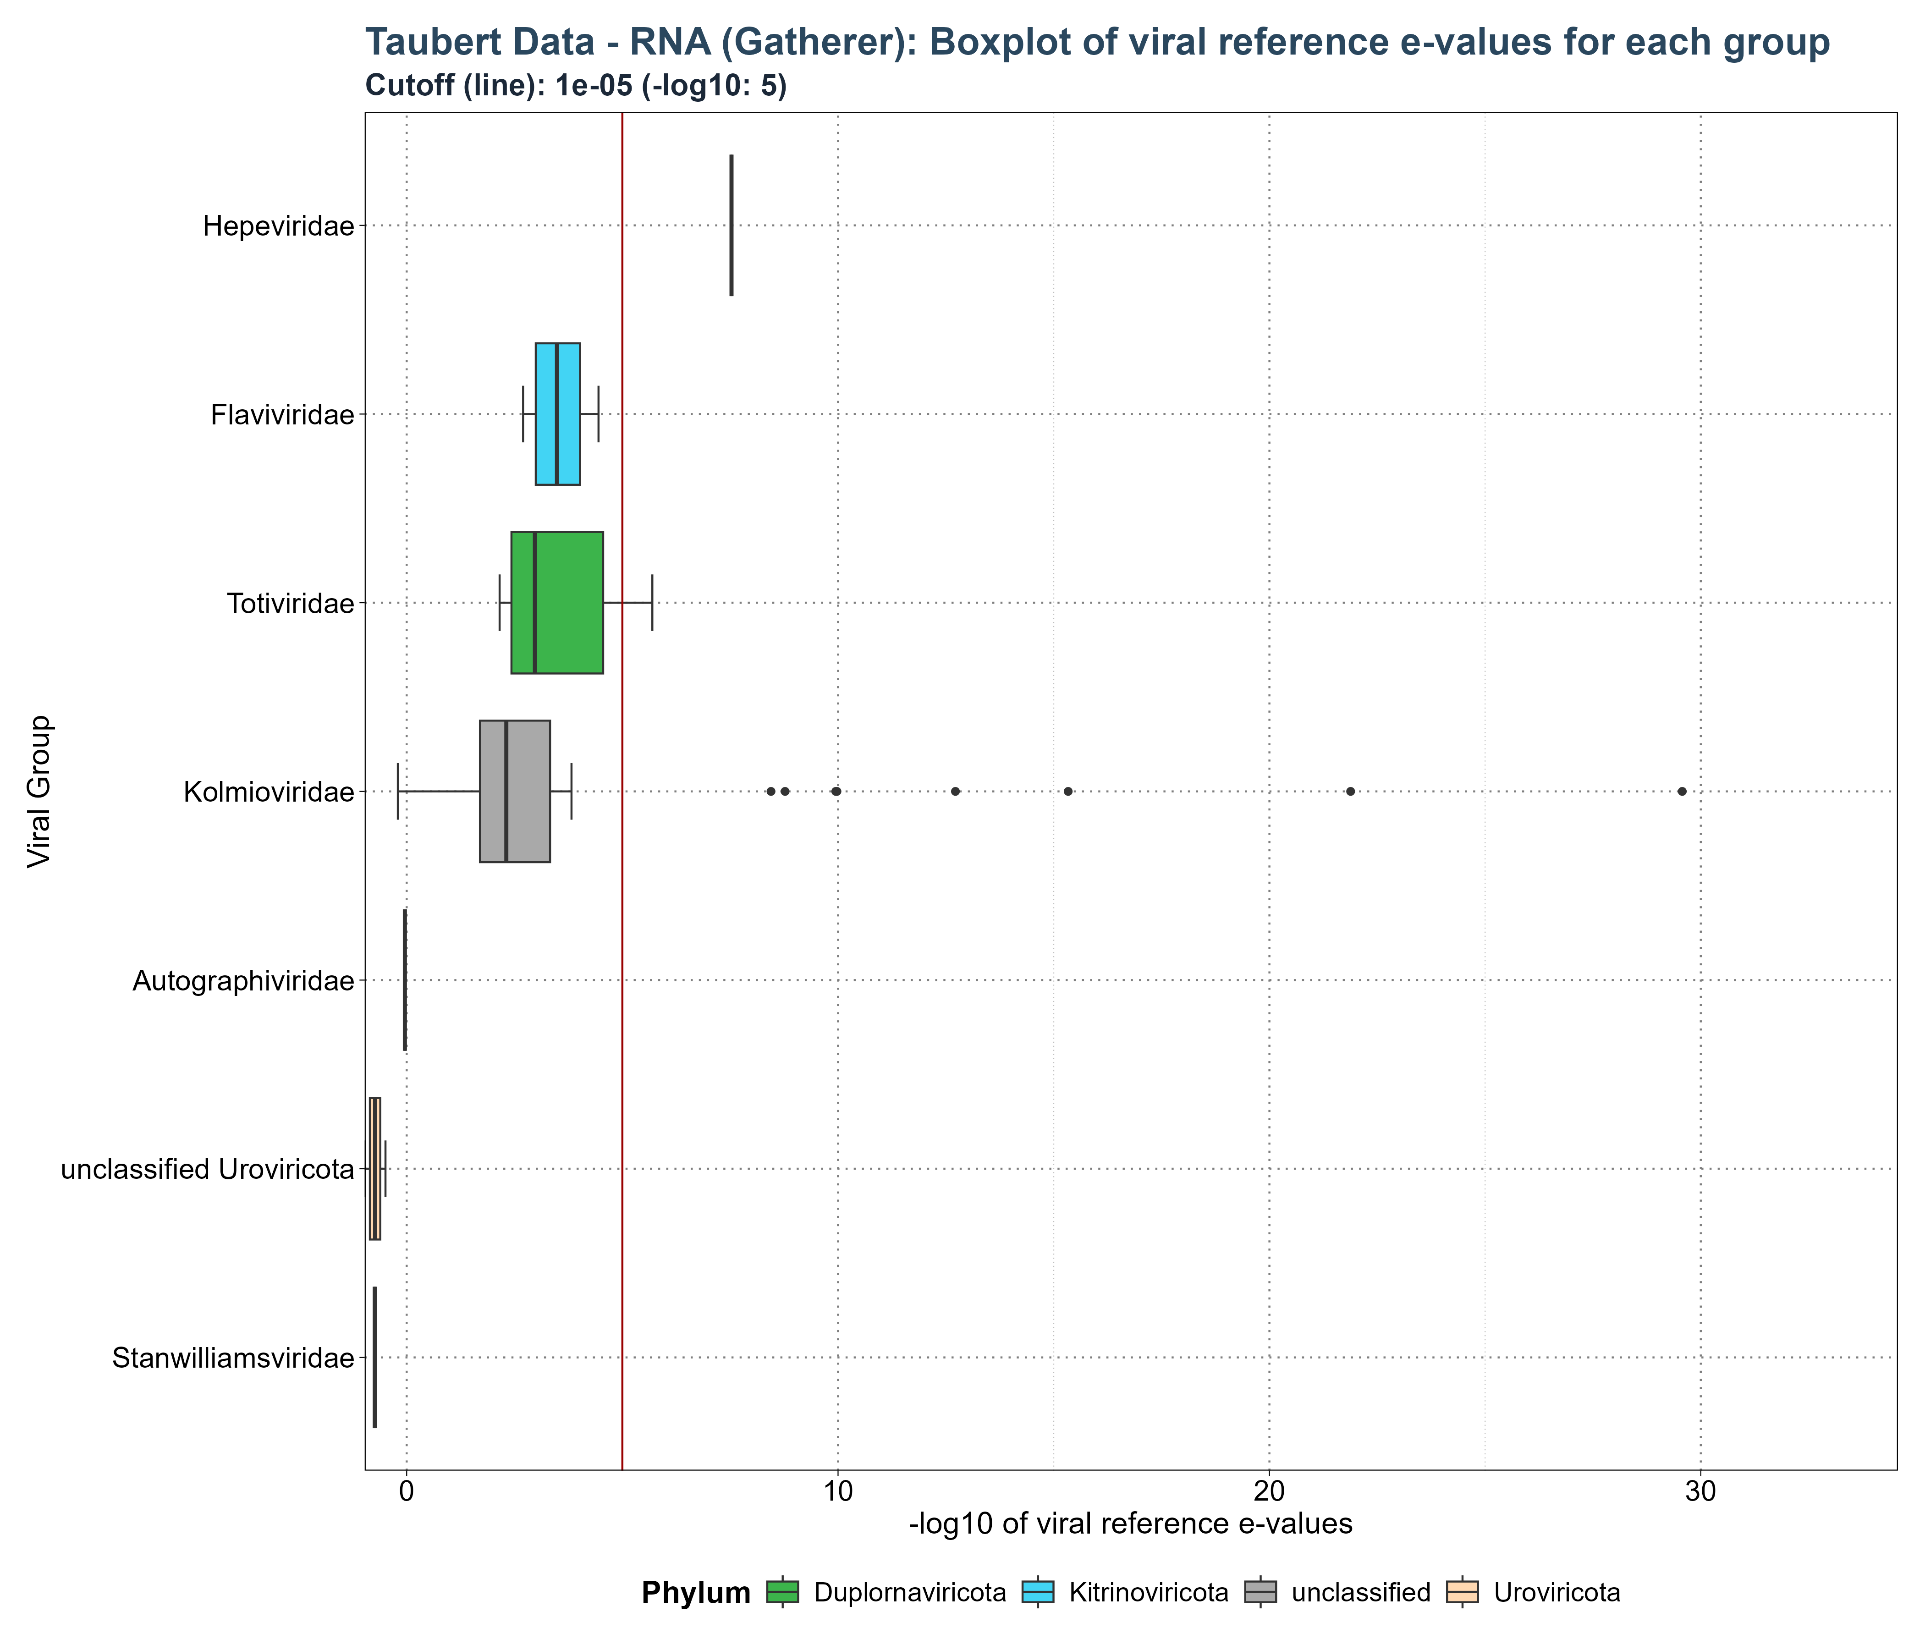 Taubert Data - RNA (Gatherer): Boxplot of viral reference e-values for each group
Cutoff (line): 1e-05 (-log10: 5)
Viral Group
Hepeviridae
Flaviviridae
Totiviridae
Kolmioviridae
Autographiviridae
unclassified Uroviricota
Stanwilliamsviridae
0 10 20 30
-log10 of viral reference e-values
Phylum Duplornaviricota Kitrinoviricota unclassified Uroviricota